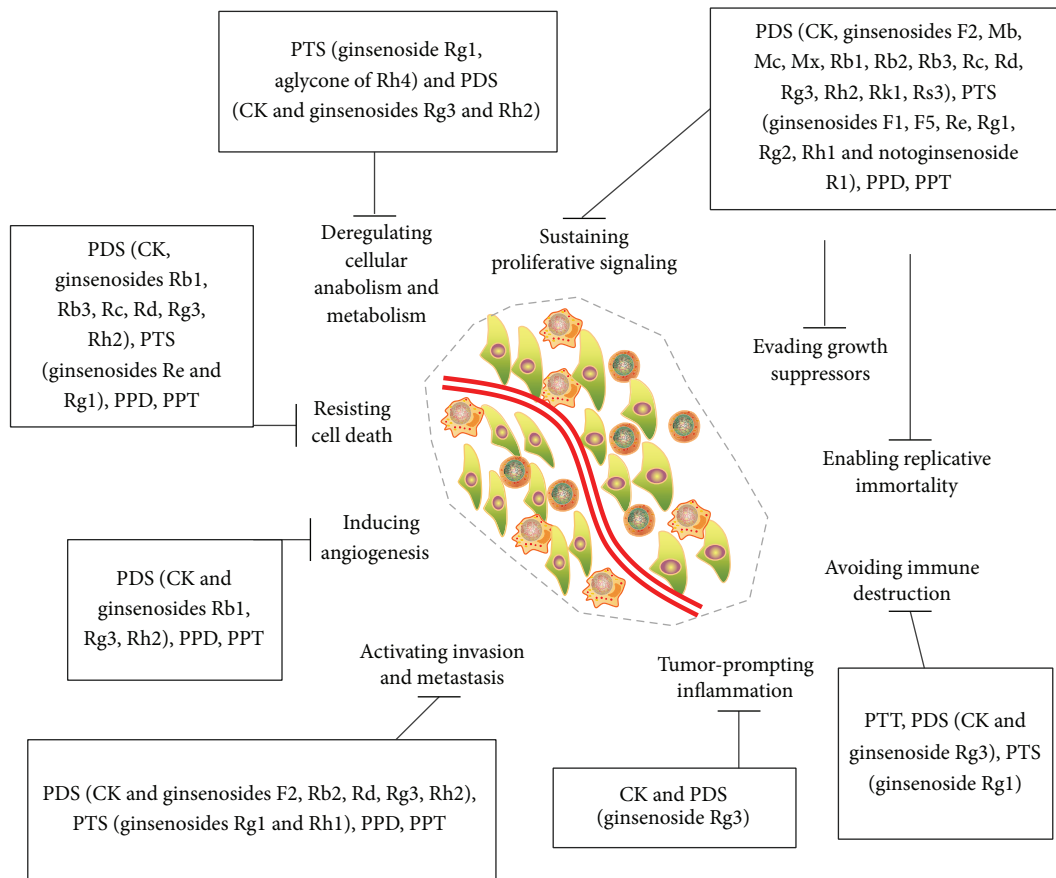 PTS (ginsenoside Rg1,
aglycone of Rh4) and PDS
(CK and ginsenosides Rg3 and Rh2)
PDS (CK, ginsenosides F2, Mb,
Mc, Mx, Rb1, Rb2, Rb3, Rc, Rd,
Rg3, Rh2, Rk1, Rs3), PTS
(ginsenosides F1, F5, Re, Rg1,
Rg2, Rh1 and notoginsenoside
R1), PPD, PPT
Deregulating
cellular
anabolism and
metabolism
Sustaining
proliferative signaling
PDS (CK,
ginsenosides Rb1,
Rb3, Rc, Rd, Rg3,
Rh2), PTS
(ginsenosides Re and
Rg1), PPD, PPT
Evading growth
suppressors
Resisting
cell death
Enabling replicative
immortality
Inducing
angiogenesis
PDS (CK and
ginsenosides Rb1,
Rg3, Rh2), PPD, PPT
Avoiding immune
destruction
Activating invasion
and metastasis
Tumor-prompting
inflammation
PTT, PDS (CK and
ginsenoside Rg3), PTS
(ginsenoside Rg1)
PDS (CK and ginsenosides F2, Rb2, Rd, Rg3, Rh2),
PTS (ginsenosides Rg1 and Rh1), PPD, PPT
CK and PDS
(ginsenoside Rg3)